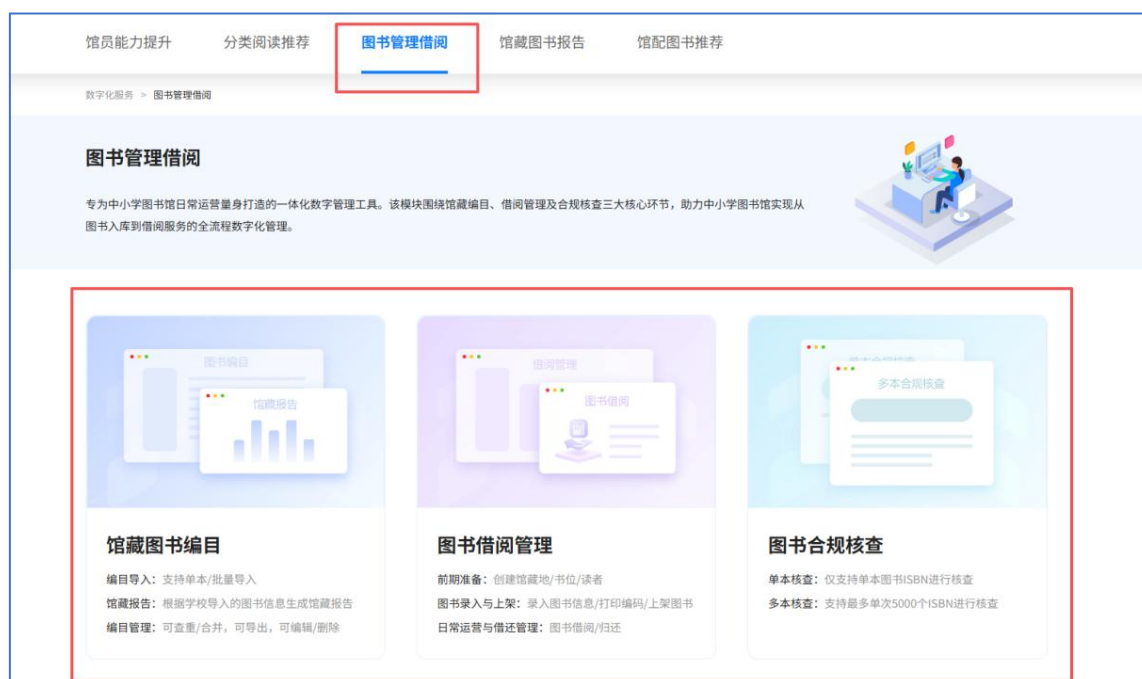 馆员能力提升 分类阅读推荐 图书管理借阅 馆藏图书报告 馆配图书推荐
数字化服务 > 图书管理借阅
图书管理借阅
专为中小学图书馆日常运营量身打造的一体化数字管理工具。该模块围绕馆藏编目、借阅管理及合规核查三大核心环节，助力中小学图书馆实现从
图书入库到借阅服务的全流程数字化管理。
图书编目
馆藏报告
借阅管理
图书借阅
单本合规核查
多本合规核查
馆藏图书编目
编目导入：支持单本/批量导入
馆藏报告：根据学校导入的图书信息生成馆藏报告
编目管理：可查重/合并，可导出，可编辑/删除
图书借阅管理
前期准备：创建馆藏地/书位/读者
图书录入与上架：录入图书信息/打印编码/上架图书
日常运营与借还管理：图书借阅/归还
图书合规核查
单本核查：仅支持单本图书ISBN进行核查
多本核查：支持最多单次5000个ISBN进行核查